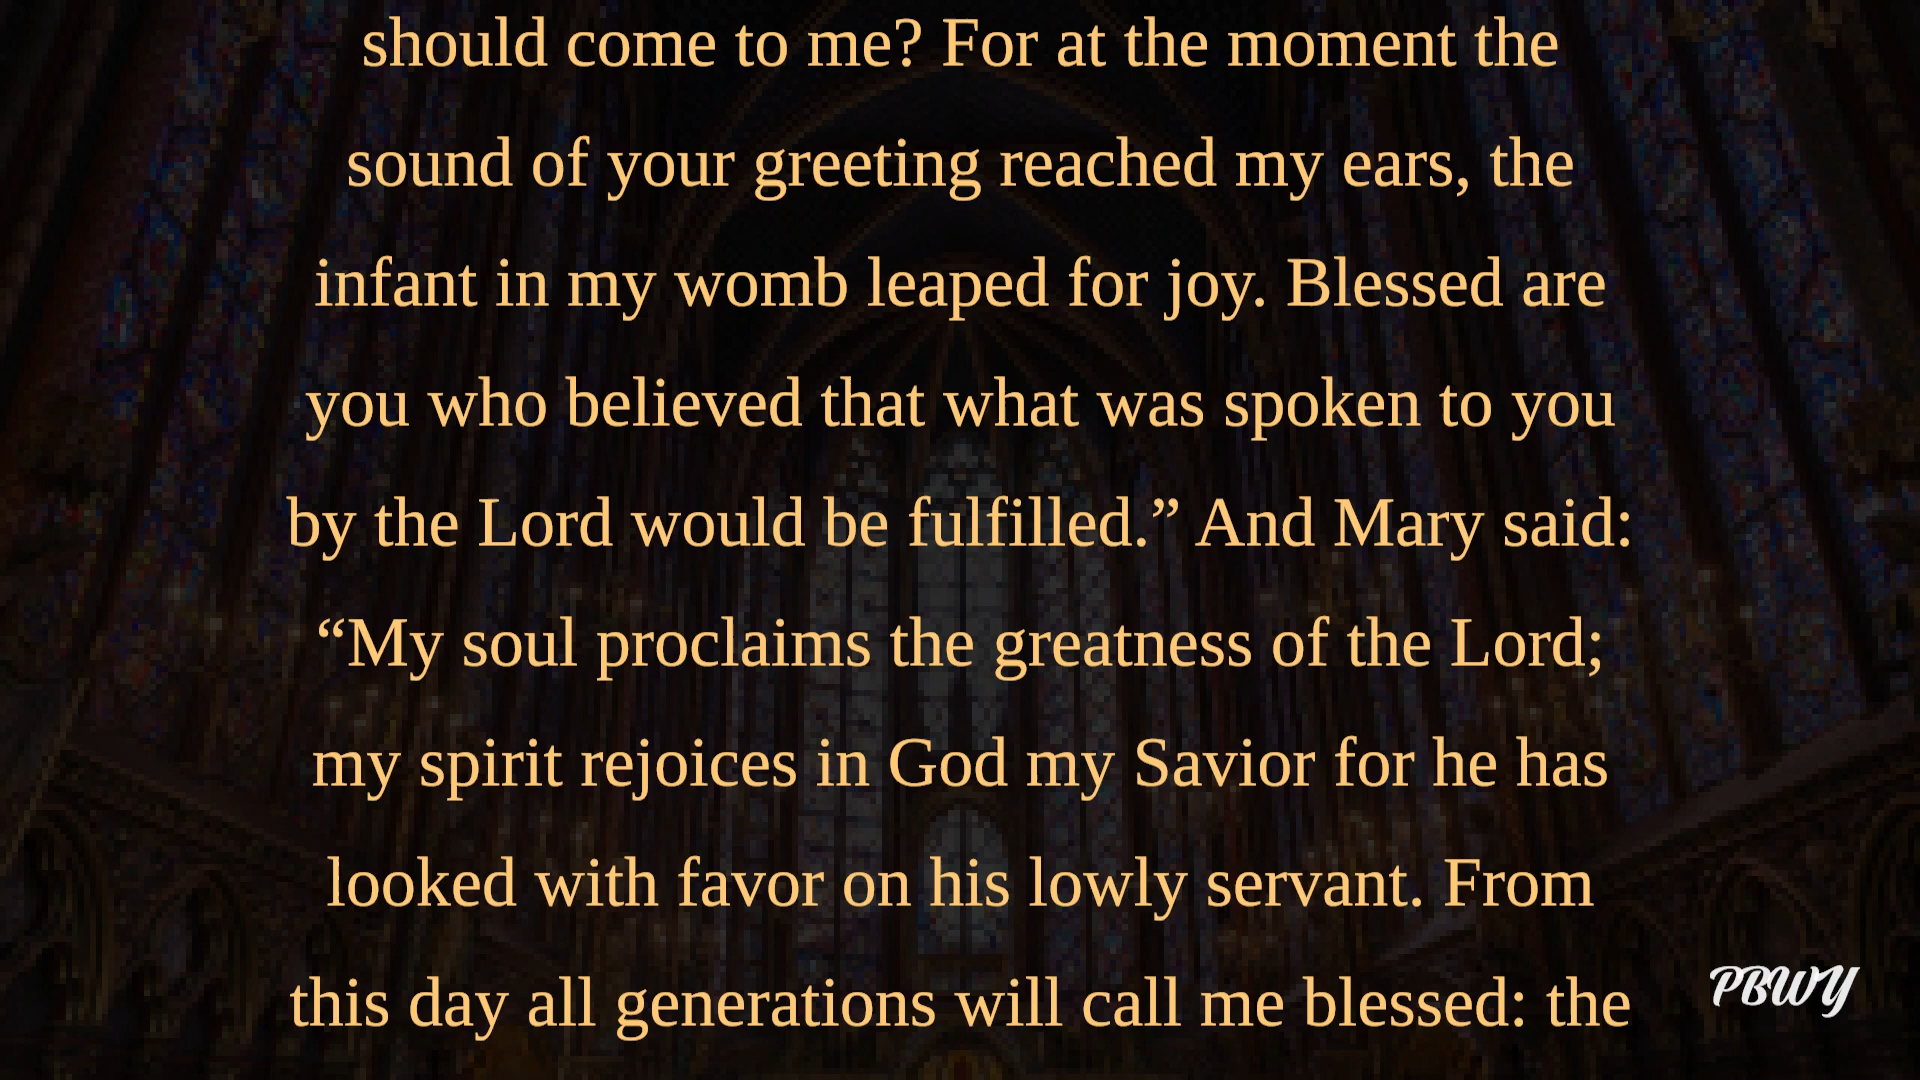 should come to me? For at the moment the
sound of your greeting reached my ears, the
infant in my womb leaped for joy. Blessed are
you who believed that what was spoken to you
by the Lord would be fulfilled.” And Mary said:
“My soul proclaims the greatness of the Lord;
my spirit rejoices in God my Savior for he has
looked with favor on his lowly servant. From
this day all generations will call me blessed: the
PBWY